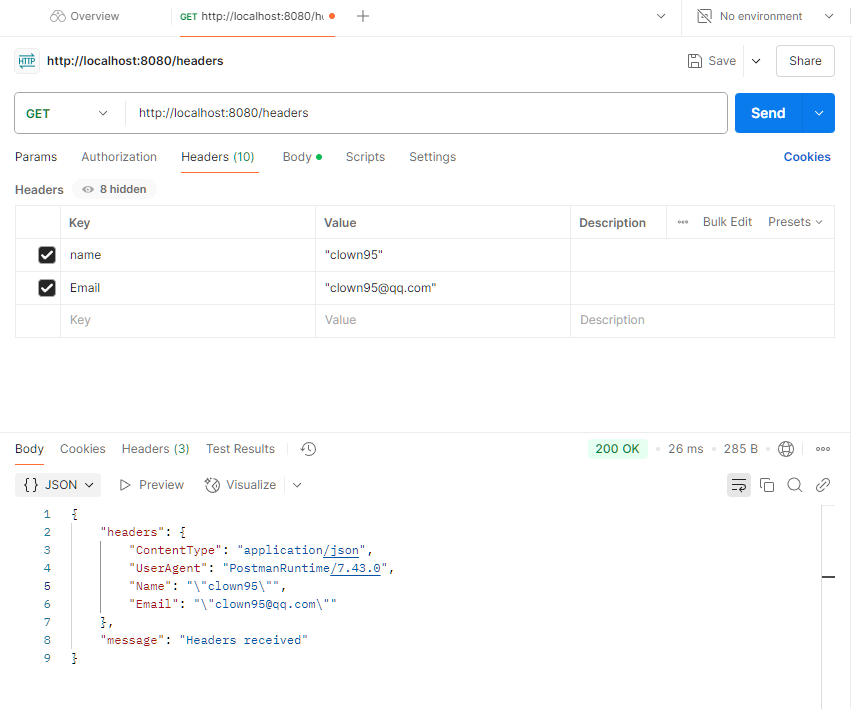 Overview GET http://localhost:8080/he No environment
HTTP http://localhost:8080/headers Save Share
GET http://localhost:8080/headers Send
Params Authorization Headers (10) Body Scripts Settings Cookies
Headers 8 hidden
Key Value Description Bulk Edit Presets
name "clown95"
Email "clown95@qq.com"
Key Value Description
Body Cookies Headers (3) Test Results 200 OK 26 ms 285 B
{} JSON Preview Visualize
1 {
2 "headers": {
3 "ContentType": "application/json",
4 "UserAgent": "PostmanRuntime/7.43.0",
5 "Name": "\"clown95\"",
6 "Email": "\"clown95@qq.com\""
7 },
8 "message": "Headers received"
9 }